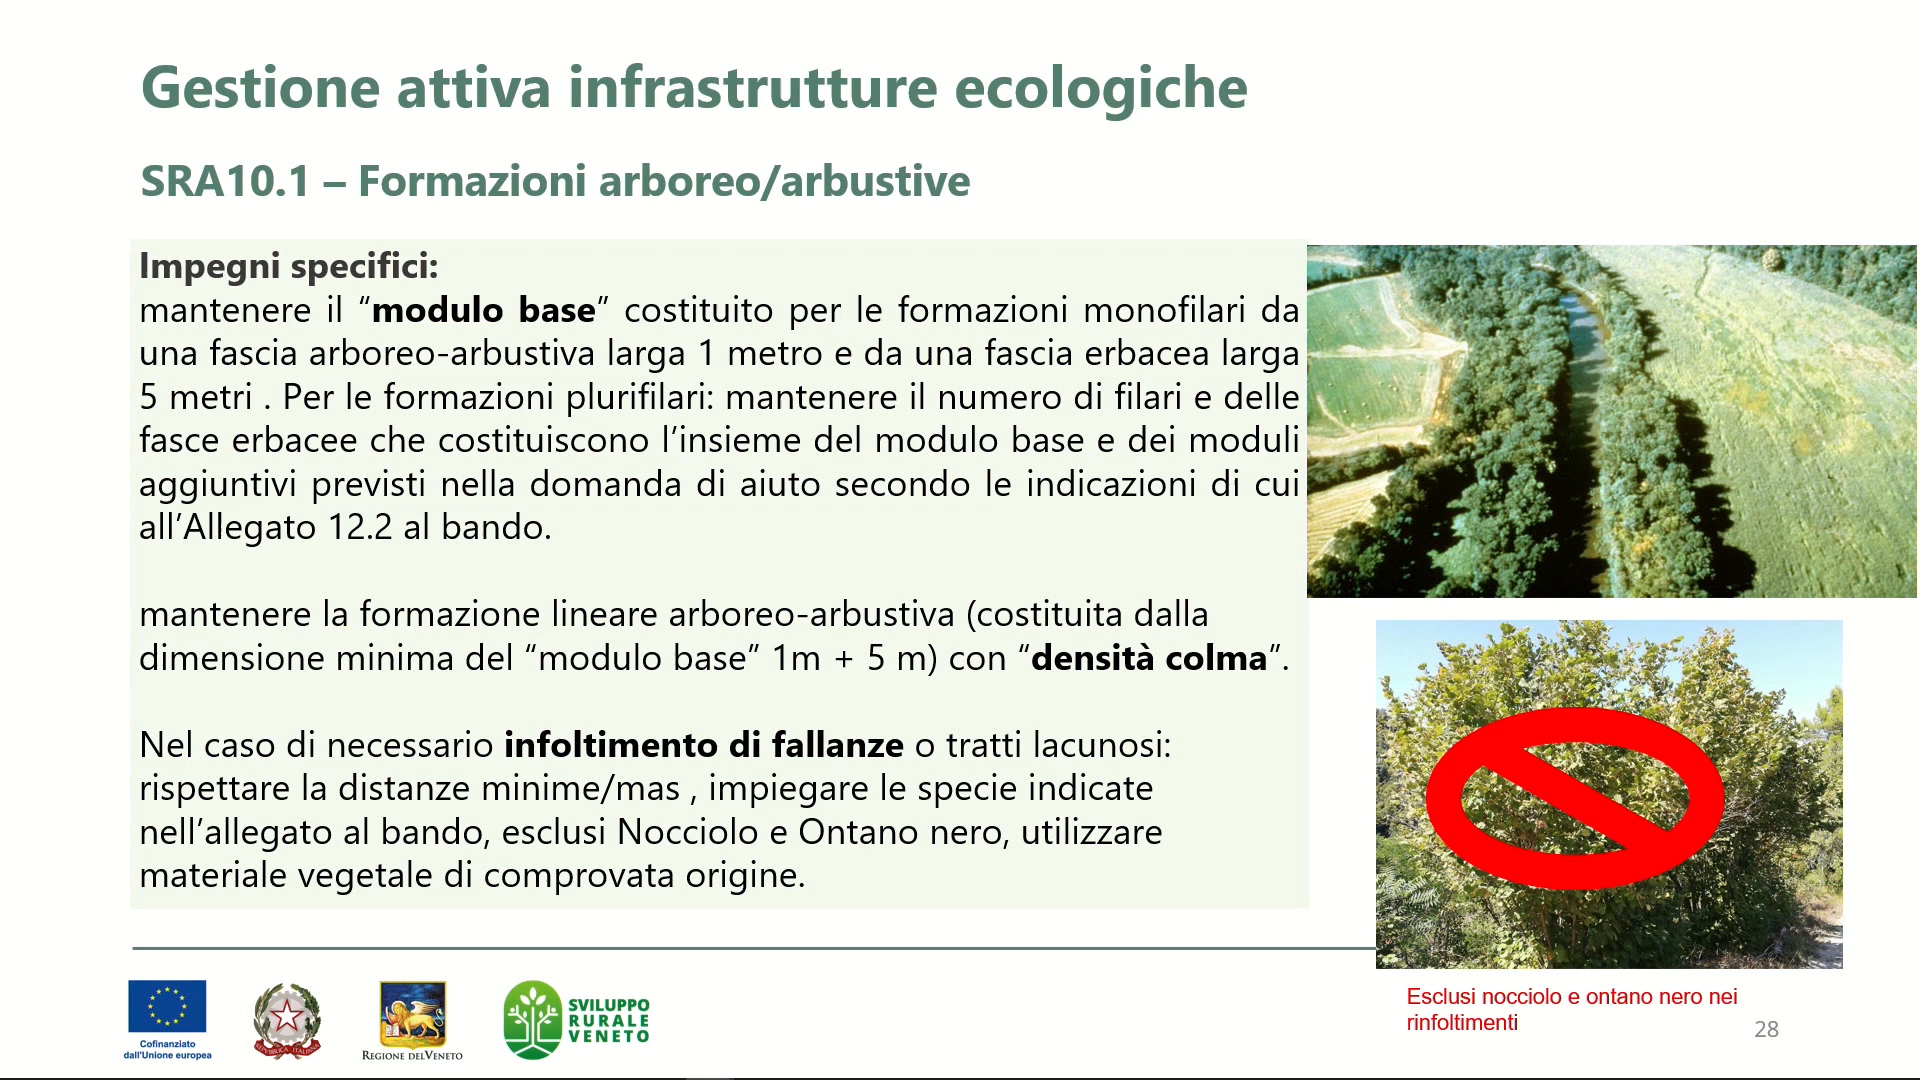 Gestione attiva infrastrutture ecologiche
SRA10.1 – Formazioni arboreo/arbustive
Impegni specifici:
mantenere il “modulo base” costituito per le formazioni monofilari da
una fascia arboreo-arbustiva larga 1 metro e da una fascia erbacea larga
5 metri . Per le formazioni plurifilari: mantenere il numero di filari e delle
fasce erbacee che costituiscono l’insieme del modulo base e dei moduli
aggiuntivi previsti nella domanda di aiuto secondo le indicazioni di cui
all’Allegato 12.2 al bando.
mantenere la formazione lineare arboreo-arbustiva (costituita dalla
dimensione minima del “modulo base” 1m + 5 m) con “densità colma”.
Nel caso di necessario infoltimento di fallanze o tratti lacunosi:
rispettare la distanze minime/mas , impiegare le specie indicate
nell’allegato al bando, esclusi Nocciolo e Ontano nero, utilizzare
materiale vegetale di comprovata origine.
Esclusi nocciolo e ontano nero nei
rinfoltimenti
Cofinanziato
dall'Unione europea
REPVBBLICA ITALIANA
REGIONE DEL VENETO
SVILUPPO
RURALE
VENETO
28